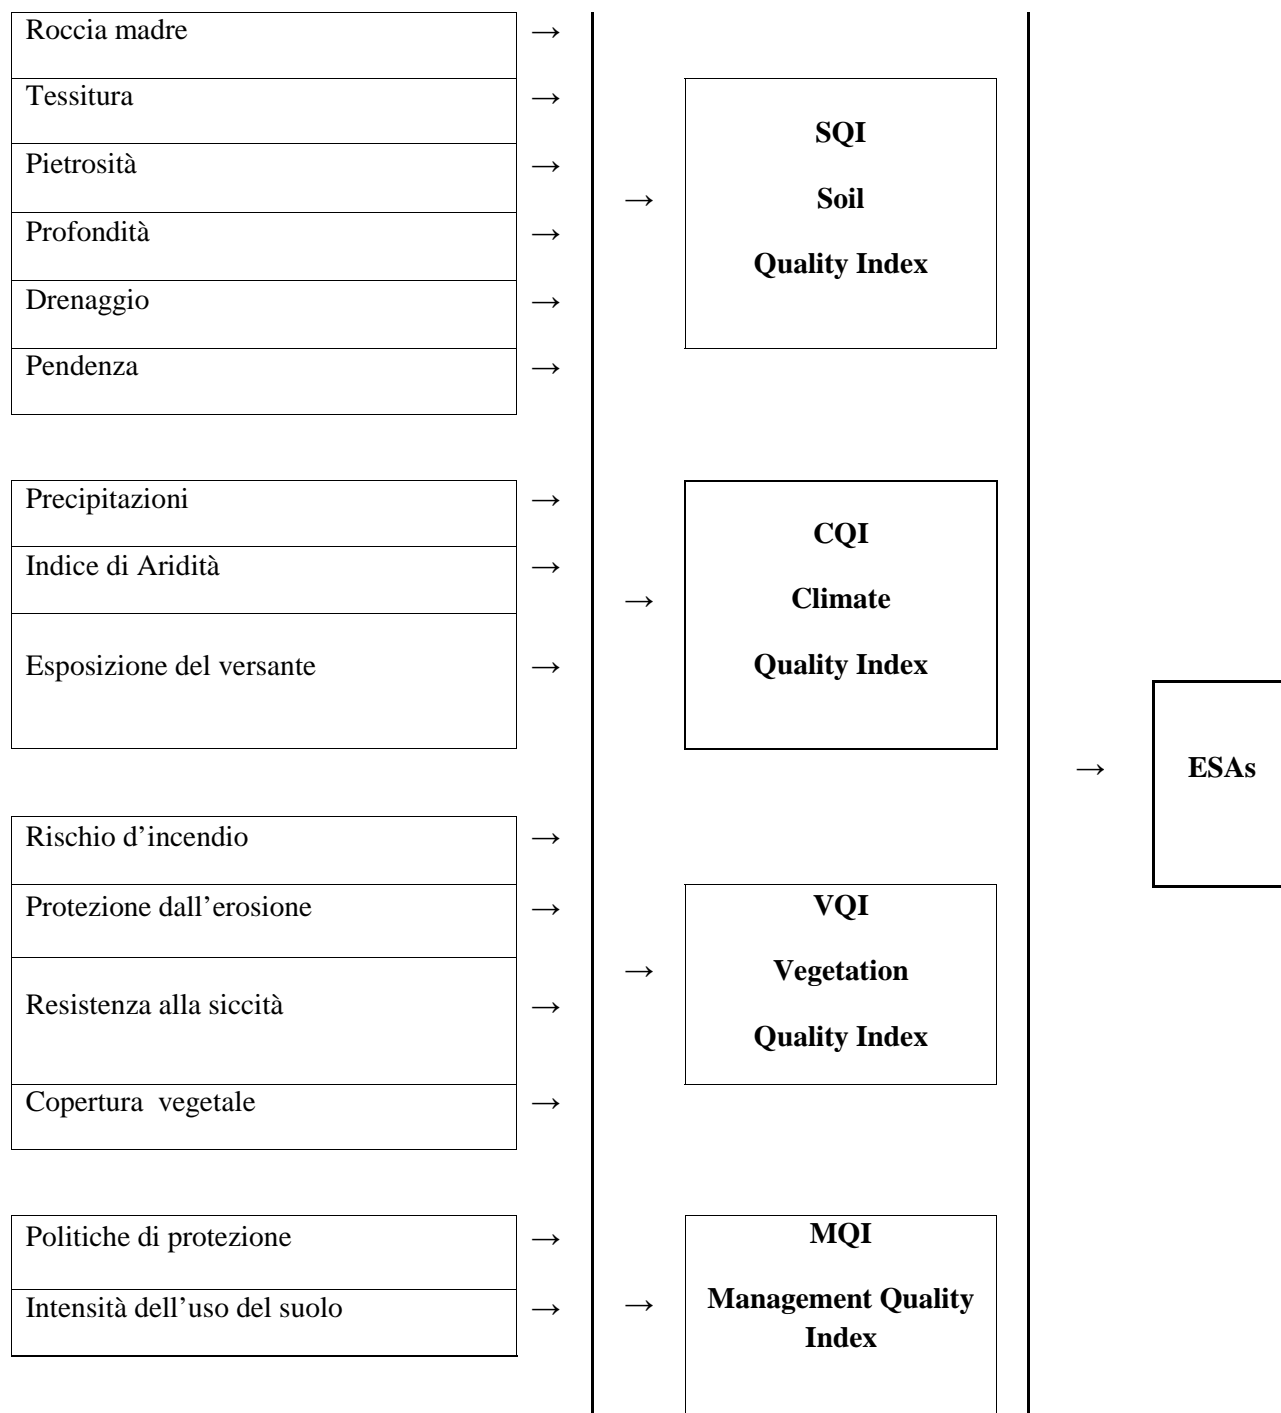 Roccia madre →
Tessitura →
Pietrosità →
Profondità →
Drenaggio →
Pendenza →
→
SQI
Soil
Quality Index
Precipitazioni →
Indice di Aridità →
Esposizione del versante →
→
CQI
Climate
Quality Index
Rischio d’incendio →
Protezione dall’erosione →
Resistenza alla siccità →
Copertura vegetale →
→
VQI
Vegetation
Quality Index
Politiche di protezione →
Intensità dell’uso del suolo →
→
MQI
Management Quality
Index
→
ESAs